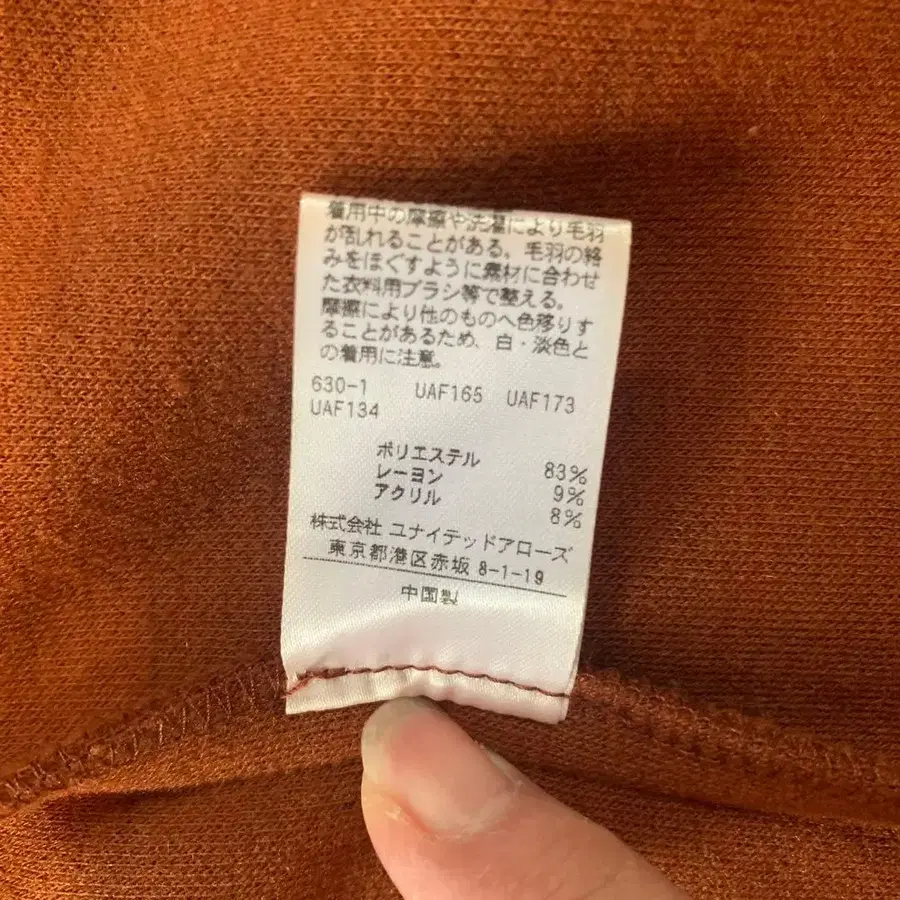 着用中の摩擦や洗濯により毛羽
が乱れることがある。毛羽の絡
みをほぐすように素材に合わせ
た衣料用ブラシ等で整える。
摩擦により他のものへ色移りす
ることがあるため、白・淡色と
の着用に注意。
630-1 UAF165 UAF173
UAF134
ポリエステル 83%
レーヨン 9%
アクリル 8%
株式会社 ユナイテッドアローズ
東京都港区赤坂 8-1-19
中国製